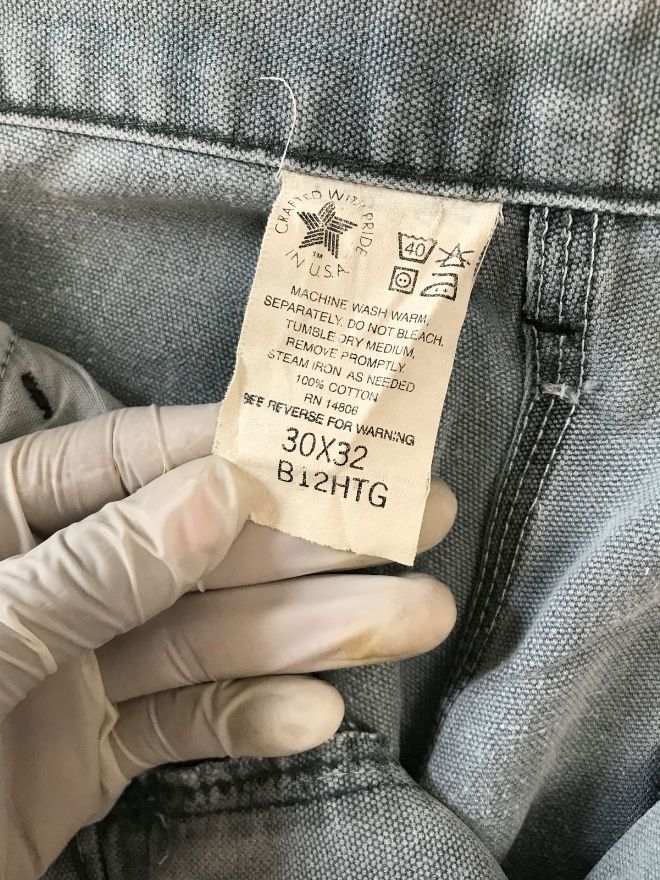 CRAFTED WITH PRIDE
TM
IN U.S.A.
40
MACHINE WASH WARM,
SEPARATELY. DO NOT BLEACH.
TUMBLE DRY MEDIUM,
REMOVE PROMPTLY.
STEAM IRON AS NEEDED
100% COTTON
RN 14806
SEE REVERSE FOR WARNING
30X32
B12HTG